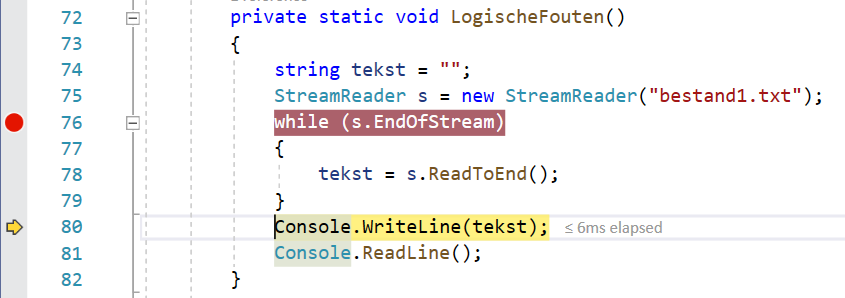 72 private static void LogischeFouten()
73 {
74 string tekst = "";
75 StreamReader s = new StreamReader("bestand1.txt");
76 while (s.EndOfStream)
77 {
78 tekst = s.ReadToEnd();
79 }
80 Console.WriteLine(tekst); ≤ 6ms elapsed
81 Console.ReadLine();
82 }